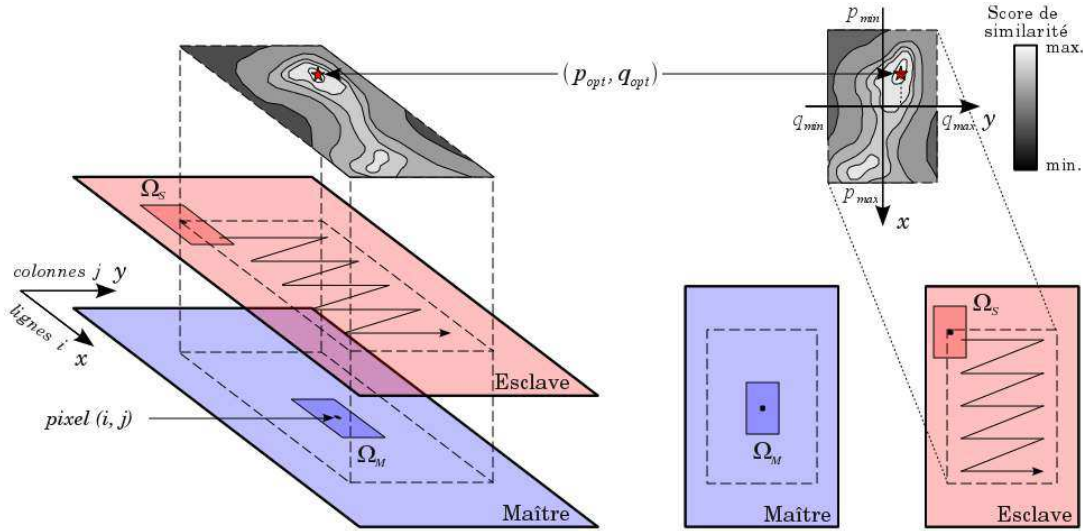 Score de
similarité
max.
min.
p_min
(p_opt, q_opt)
q_min
q_max
y
p_max
x
Ω_S
colonnes j
y
lignes i
x
Esclave
pixel (i, j)
Ω_M
Maître
Ω_M
Maître
Ω_S
Esclave